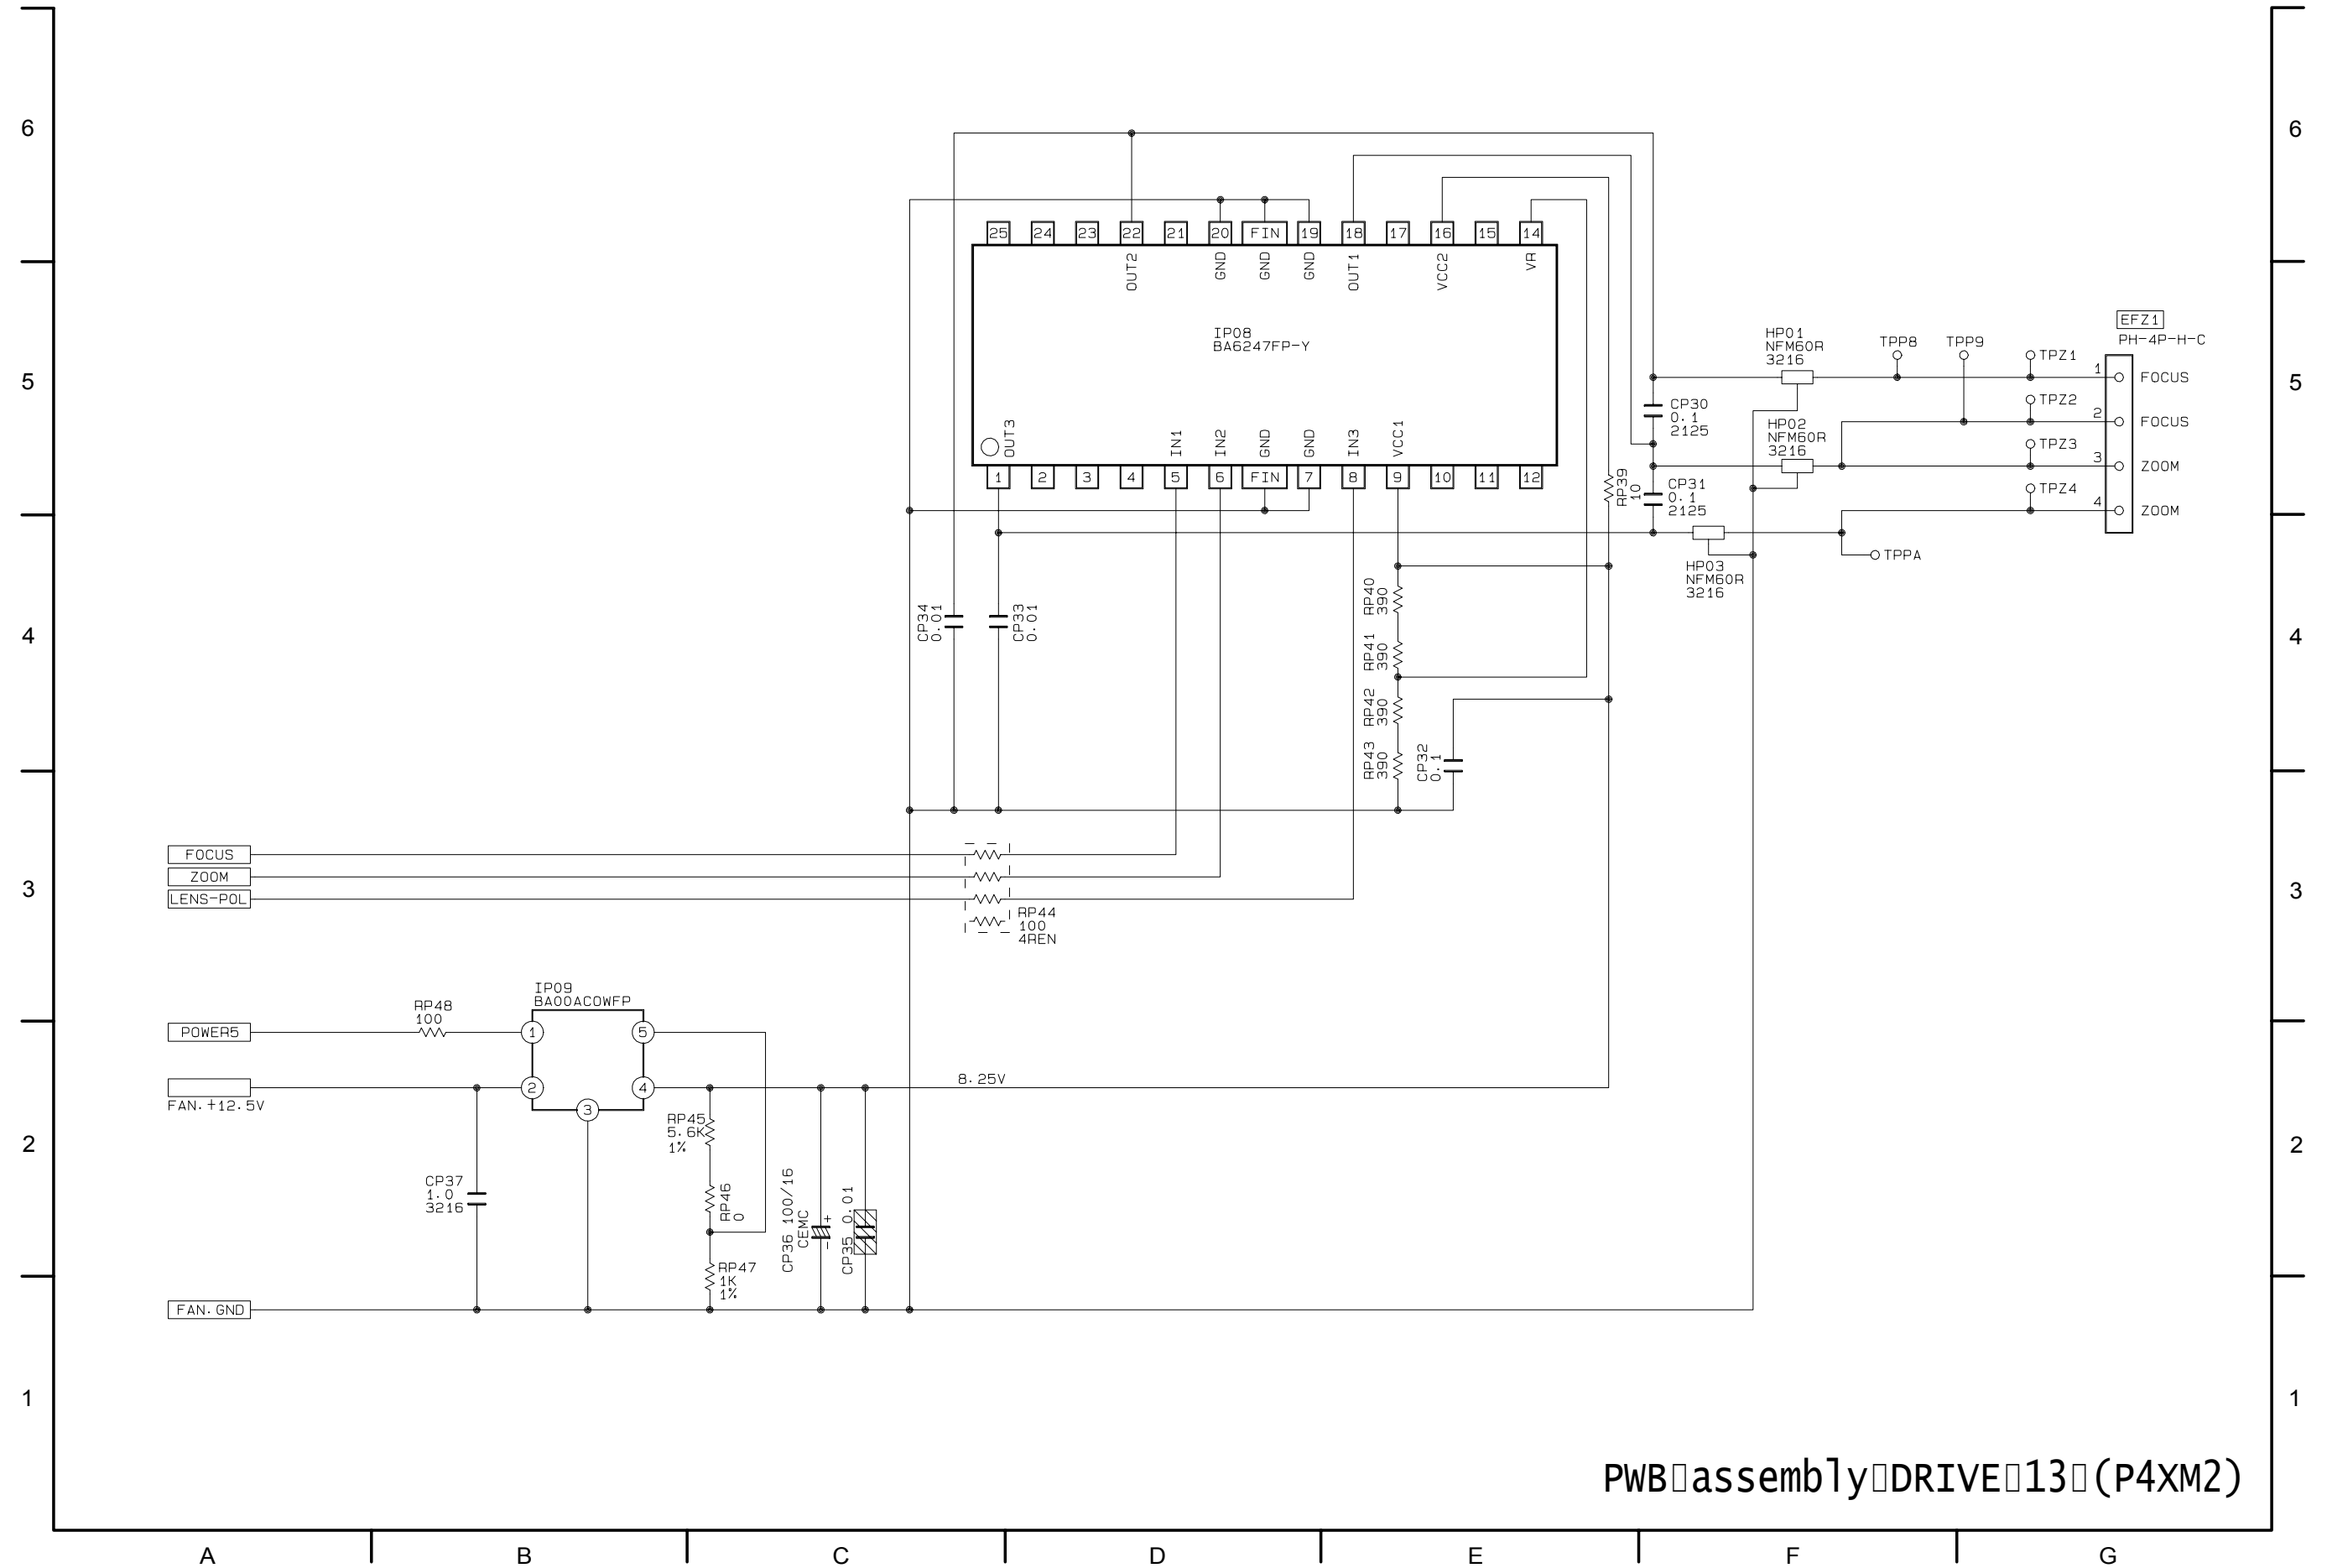 6
6
25
24
23
22
21
20
FIN
19
18
17
16
15
14
OUT2
GND
GND
GND
OUT1
VCC2
VR
IP08
BA6247FP-Y
OUT3
IN1
IN2
GND
GND
IN3
VCC1
1
2
3
4
5
6
FIN
7
8
9
10
11
12
5
5
HP01
NFM60R
3216
TPP8
TPP9
TPZ1
EFZ1
PH-4P-H-C
1
FOCUS
CP30
0.1
2125
TPZ2
2
FOCUS
HP02
NFM60R
3216
TPZ3
3
ZOOM
RP39
10
CP31
0.1
2125
TPZ4
4
ZOOM
TPPA
HP03
NFM60R
3216
4
4
CP34
0.01
CP33
0.01
RP40
390
RP41
390
RP42
390
RP43
390
CP32
0.1
3
3
FOCUS
ZOOM
LENS-POL
RP44
100
4REN
IP09
BA00AC0WFP
RP48
100
POWER5
1
5
2
4
3
FAN.+12.5V
8.25V
2
2
RP45
5.6K
1%
CP37
1.0
3216
RP46
0
CP36 100/16
CEMC
+
-
CP35 0.01
RP47
1K
1%
FAN.GND
1
1
PWB▯assembly▯DRIVE▯13▯(P4XM2)
A
B
C
D
E
F
G